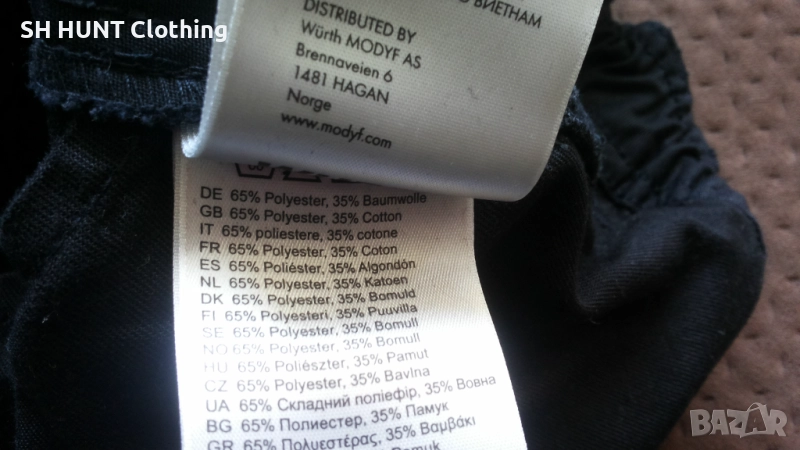 SH HUNT Clothing
ВИЕТНАМ
DISTRIBUTED BY
Würth MODYF AS
Brennaveien 6
1481 HAGAN
Norge
www.modyf.com
DE 65% Polyester, 35% Baumwolle
GB 65% Polyester, 35% Cotton
IT 65% poliestere, 35% cotone
FR 65% Polyester, 35% Coton
ES 65% Poliéster, 35% Algondón
NL 65% Polyester, 35% Katoen
DK 65% Polyester, 35% Bomuld
FI 65% Polyesteri, 35% Puuvilla
SE 65% Polyester, 35% Bomull
NO 65% Polyester, 35% Bomull
HU 65% Poliészter, 35% Pamut
CZ 65% Polyester, 35% Bavlna
UA 65% Складний поліефір, 35% Вовна
BG 65% Полиестер, 35% Памук
GR 65% Πολυεστέρας, 35% Βαμβάκι
BAZAR